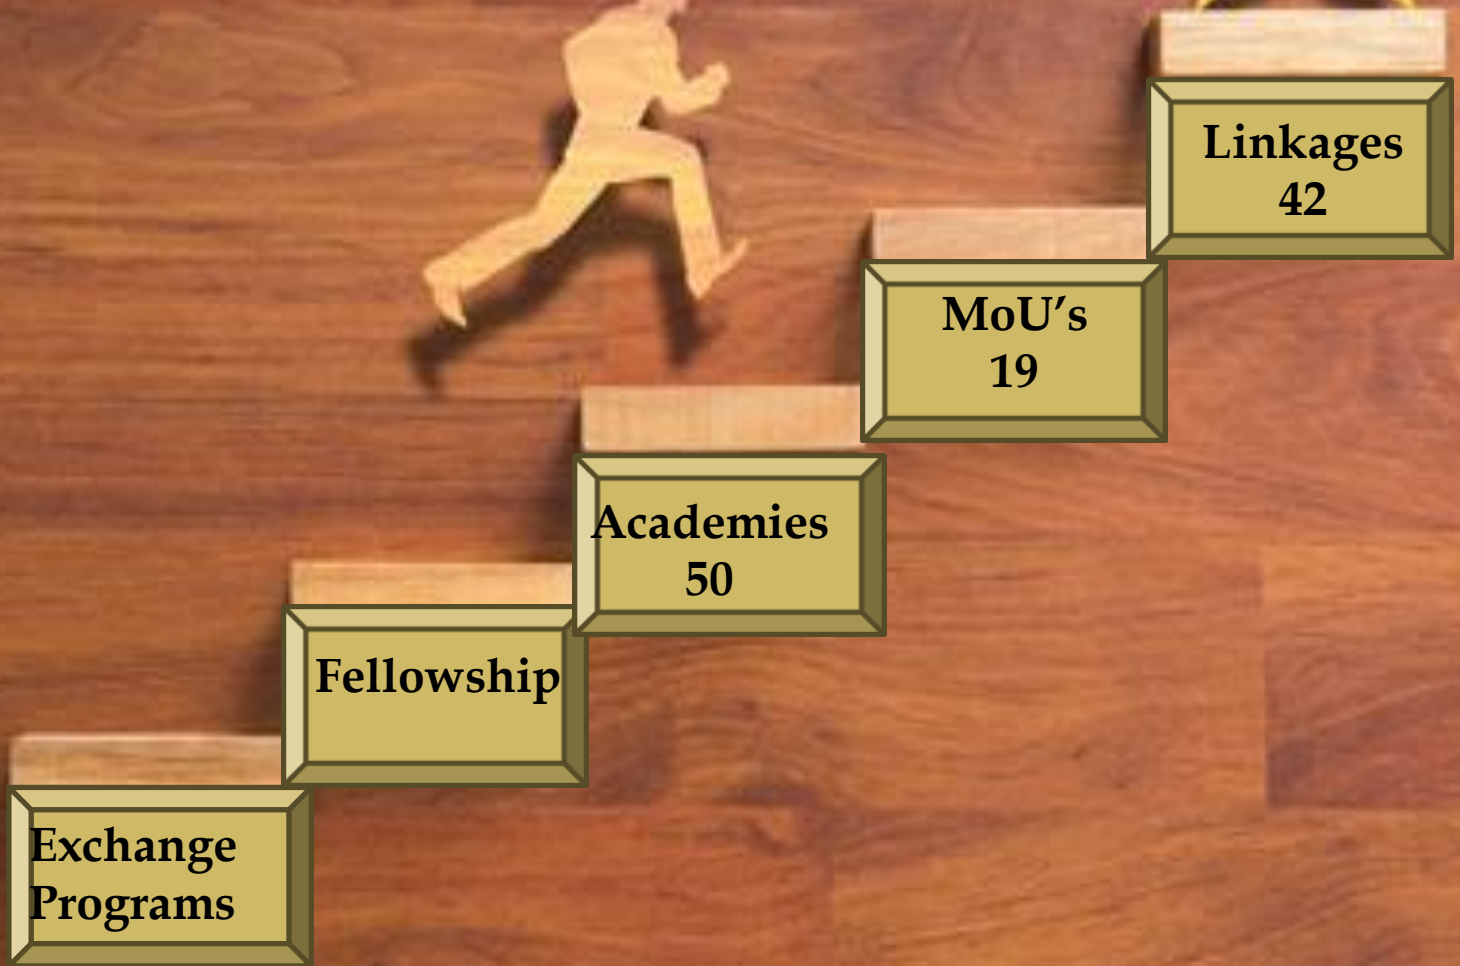 Linkages
42
MoU’s
19
Academies
50
Fellowship
Exchange
Programs